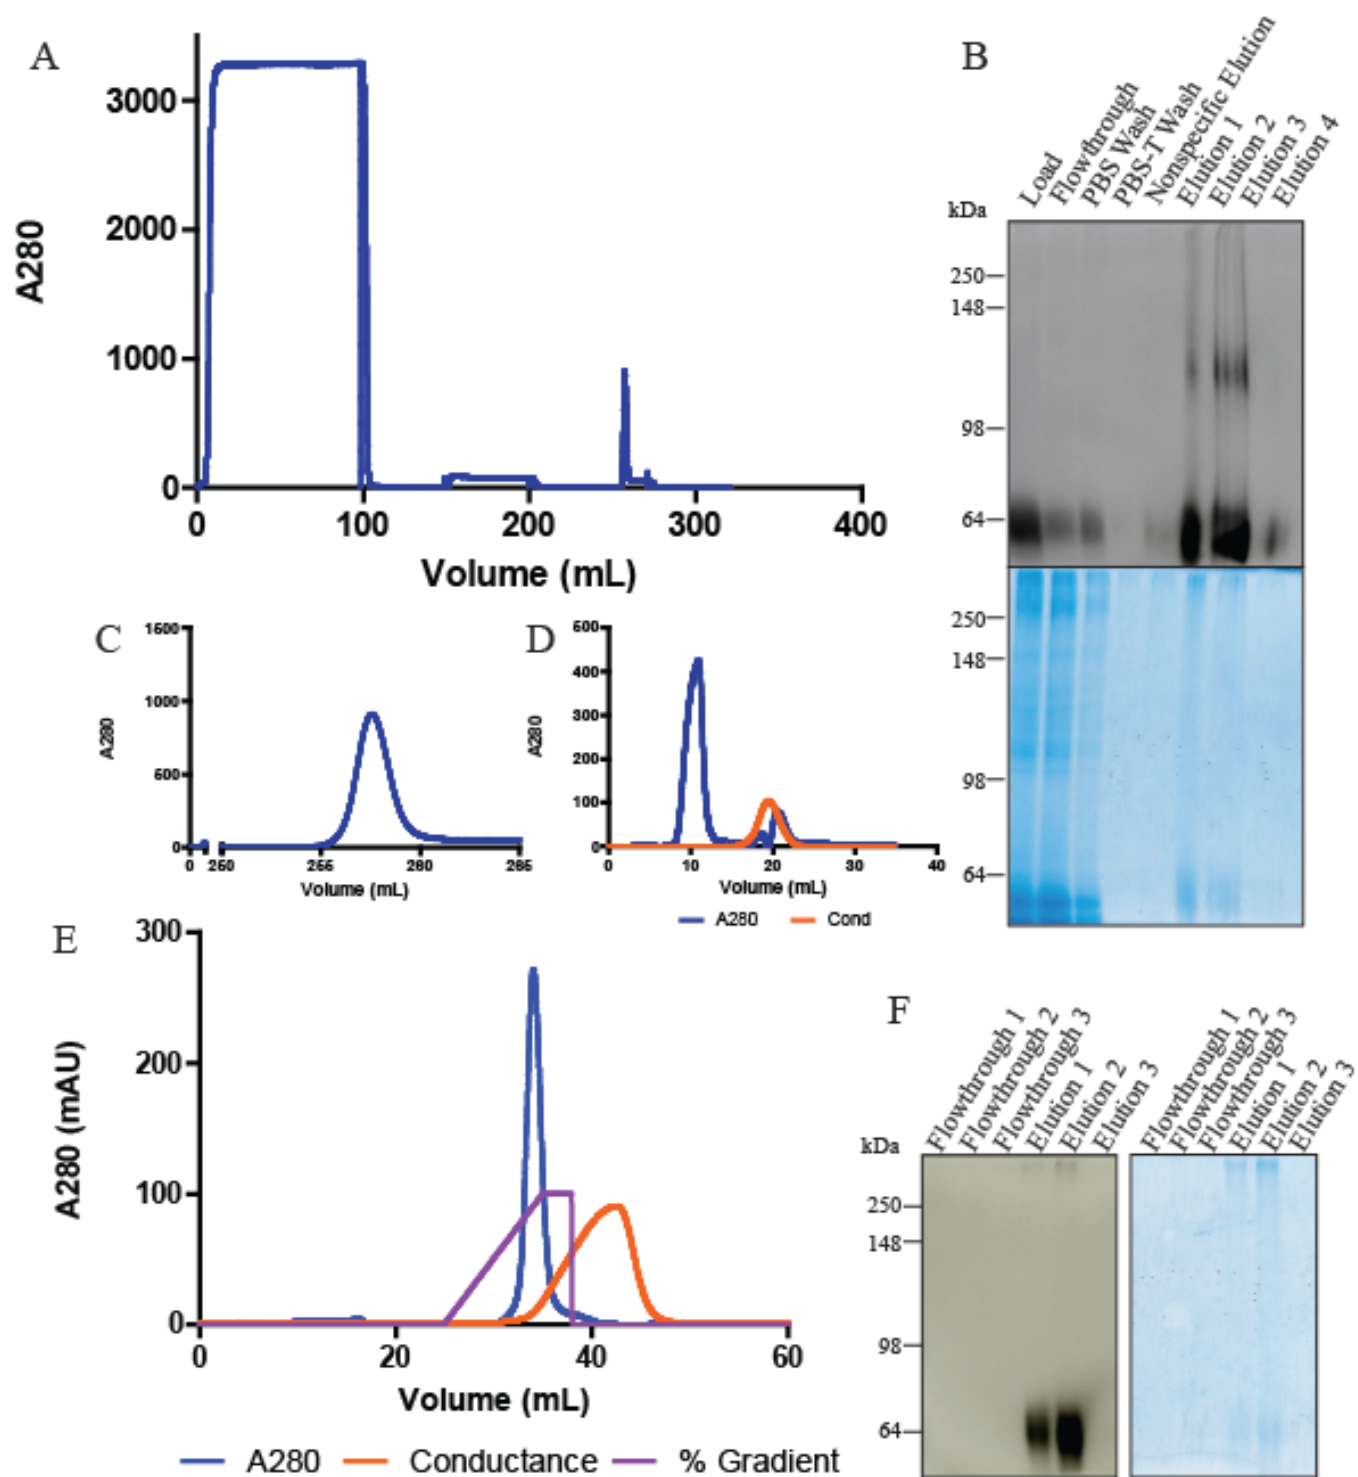 A
A280
3000
2000
1000
0
0
100
200
300
400
Volume (mL)
B
Load
Flowthrough
PBS Wash
PBS-T Wash
Nonspecific Elution
Elution 1
Elution 2
Elution 3
Elution 4
kDa
250
148
98
64
250
148
98
64
C
A280
1500
1000
500
0
0
250
255
260
265
Volume (mL)
D
A280
500
400
300
200
100
0
0
10
20
30
40
Volume (mL)
A280
Cond
E
A280 (mAU)
300
200
100
0
0
20
40
60
Volume (mL)
A280
Conductance
% Gradient
F
Flowthrough 1
Flowthrough 2
Flowthrough 3
Elution 1
Elution 2
Elution 3
Flowthrough 1
Flowthrough 2
Flowthrough 3
Elution 1
Elution 2
Elution 3
kDa
250
148
98
64